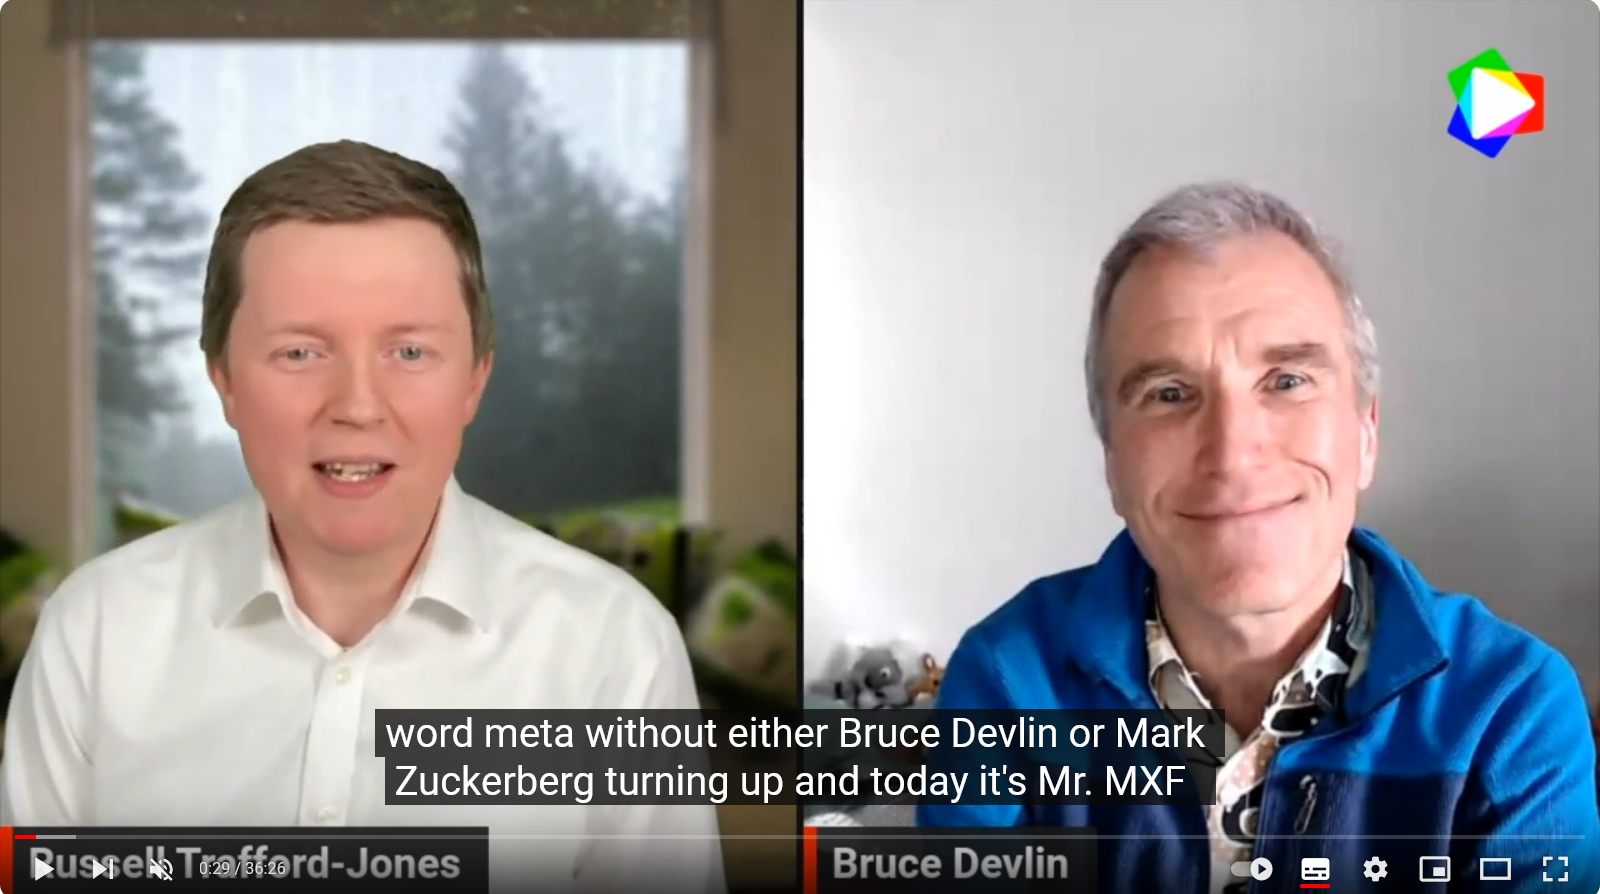 word meta without either Bruce Devlin or Mark
Zuckerberg turning up and today it's Mr. MXF
Russell Trafford-Jones
0:29 / 36:26
Bruce Devlin